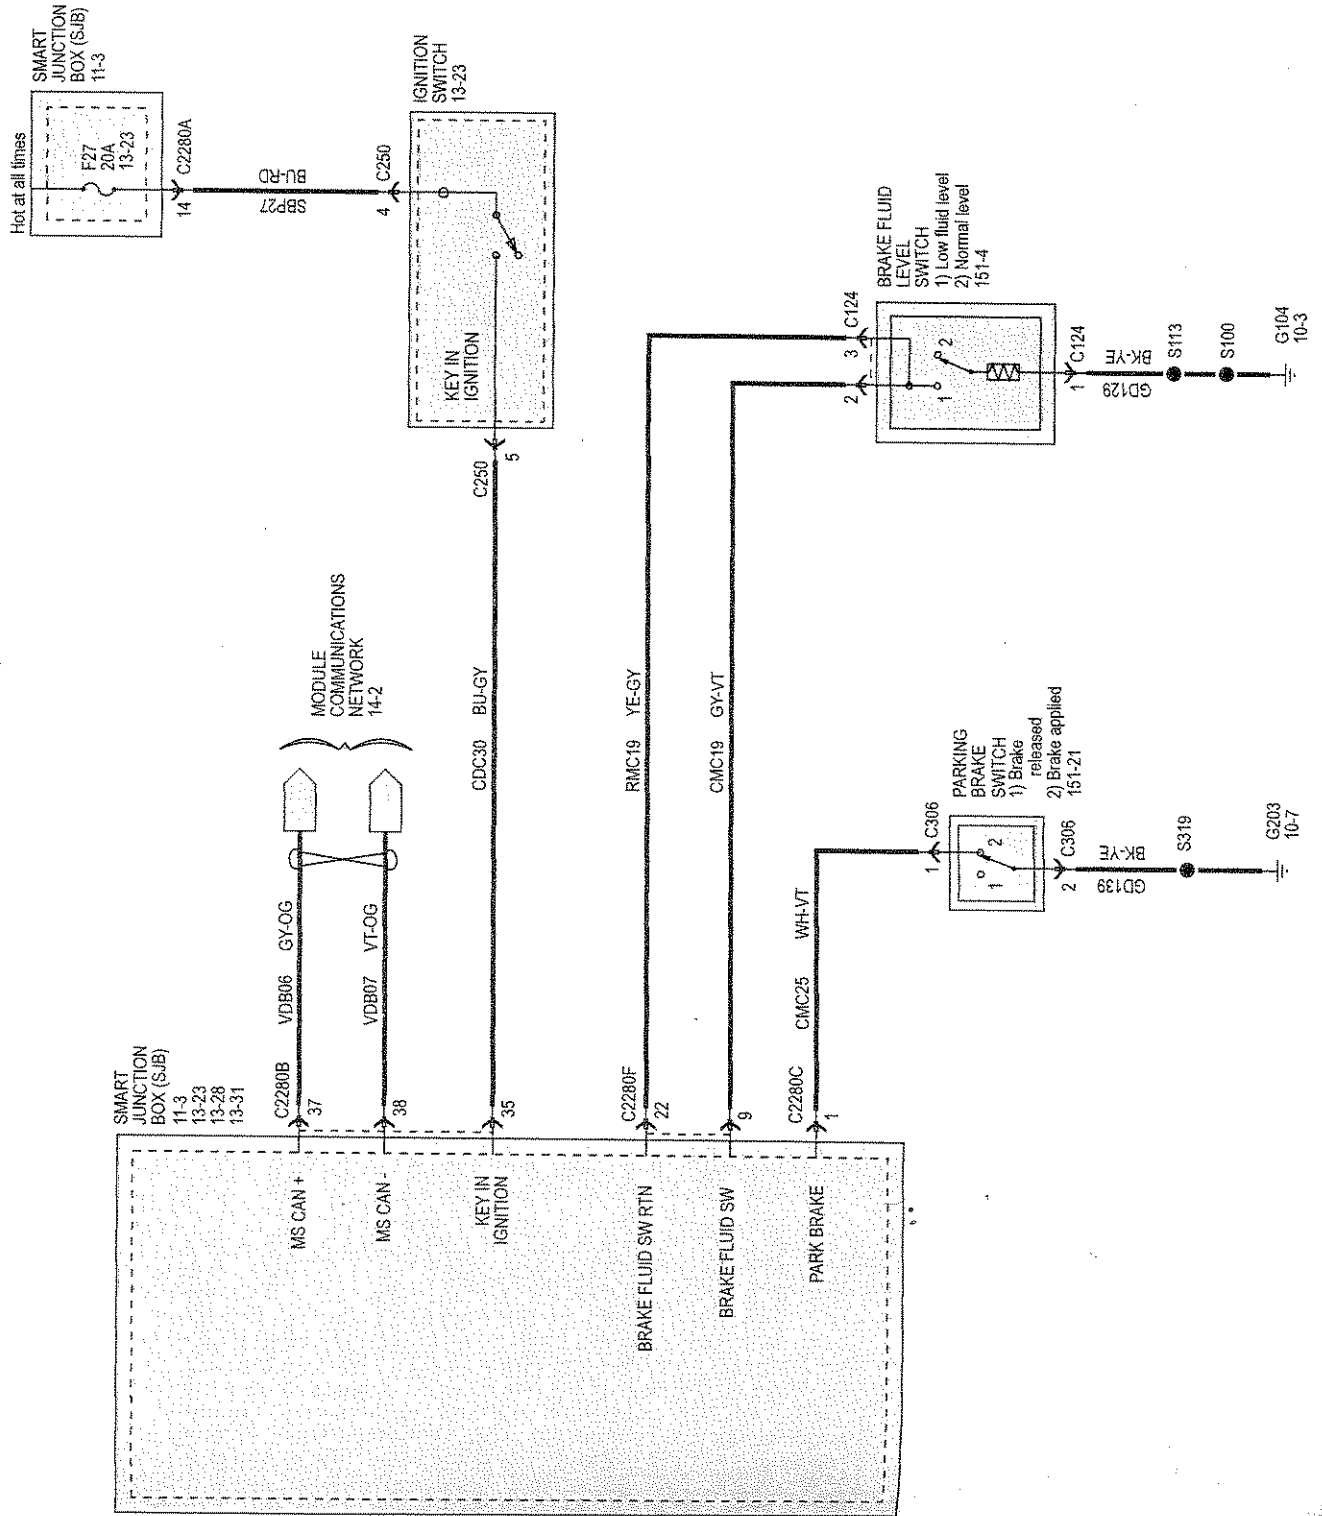 Hot at all times
SMART
JUNCTION
BOX (SJB)
11-3
F27
20A
13-23
14
C2280A
SBP27
BU-RD
4
C250
IGNITION
SWITCH
13-23
KEY IN
IGNITION
C250
5
MODULE
COMMUNICATIONS
NETWORK
14-2
CDC30 BU-GY
VDB06 GY-OG
VDB07 VT-OG
BRAKE FLUID
LEVEL
SWITCH
1) Low fluid level
2) Normal level
151-4
3 C124
2
1
2
1 C124
GD129
BK-YE
S113
S100
G104
10-3
RMC19 YE-GY
CMC19 GY-VT
PARKING
BRAKE
SWITCH
1) Brake
released
2) Brake applied
151-21
1 C306
1
2
2 C306
GD139
BK-YE
S319
G203
10-7
CMC25 WH-VT
SMART
JUNCTION
BOX (SJB)
11-3
13-23
13-28
13-31
C2280B
37
38
35
C2280F
22
9
C2280C
1
MS CAN +
MS CAN -
KEY IN
IGNITION
BRAKE FLUID SW RTN
BRAKE FLUID SW
PARK BRAKE